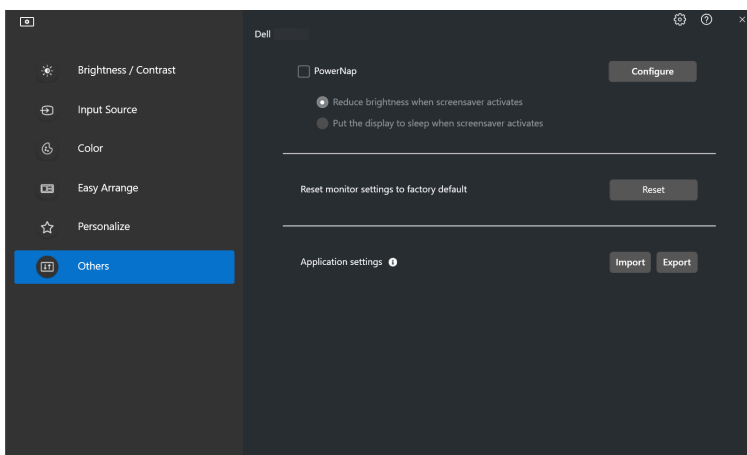 Dell
Brightness / Contrast
Input Source
Color
Easy Arrange
Personalize
Others
PowerNap
Configure
Reduce brightness when screensaver activates
Put the display to sleep when screensaver activates
Reset monitor settings to factory default
Reset
Application settings
Import
Export